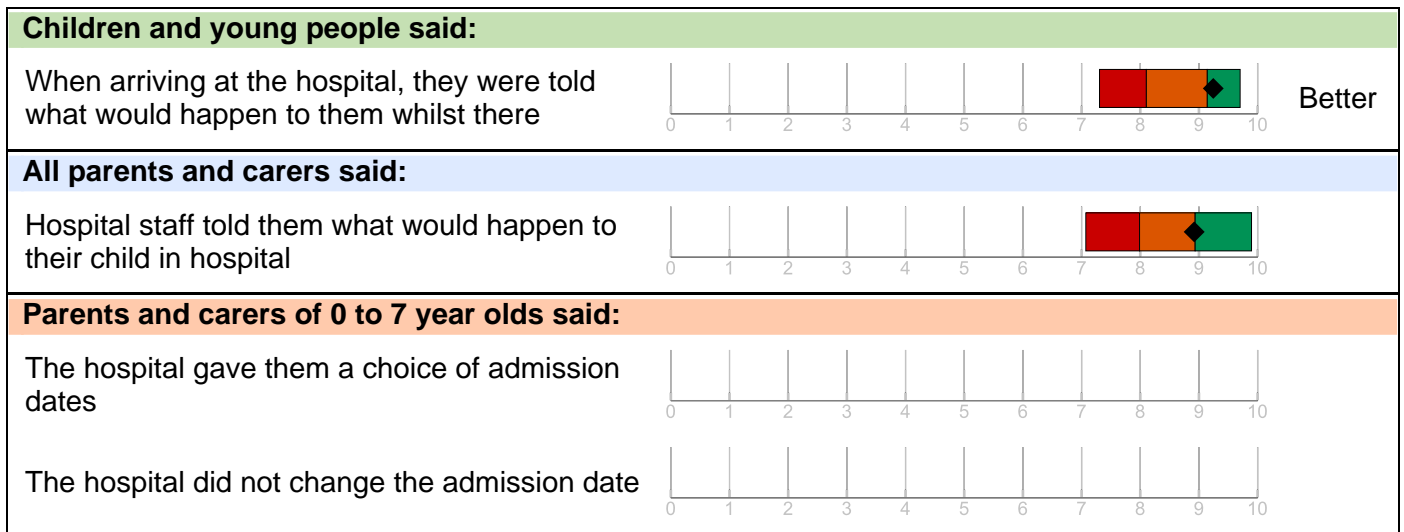 Children and young people said:
When arriving at the hospital, they were told
what would happen to them whilst there
0 1 2 3 4 5 6 7 8 9 10
Better
All parents and carers said:
Hospital staff told them what would happen to
their child in hospital
0 1 2 3 4 5 6 7 8 9 10
Parents and carers of 0 to 7 year olds said:
The hospital gave them a choice of admission
dates
0 1 2 3 4 5 6 7 8 9 10
The hospital did not change the admission date
0 1 2 3 4 5 6 7 8 9 10